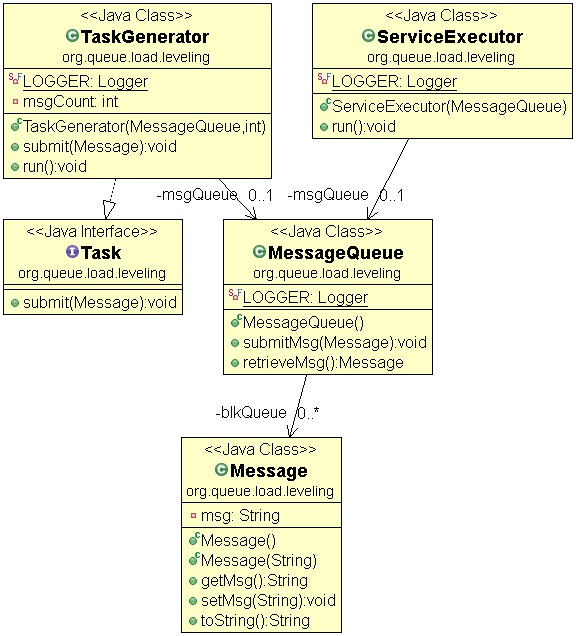 <<Java Class>>
TaskGenerator
org.queue.load.leveling
LOGGER: Logger
msgCount: int
TaskGenerator(MessageQueue,int)
submit(Message):void
run():void
<<Java Class>>
ServiceExecutor
org.queue.load.leveling
LOGGER: Logger
ServiceExecutor(MessageQueue)
run():void
-msgQueue 0..1
-msgQueue 0..1
<<Java Interface>>
Task
org.queue.load.leveling
submit(Message):void
<<Java Class>>
MessageQueue
org.queue.load.leveling
LOGGER: Logger
MessageQueue()
submitMsg(Message):void
retrieveMsg():Message
-blkQueue 0..*
<<Java Class>>
Message
org.queue.load.leveling
msg: String
Message()
Message(String)
getMsg():String
setMsg(String):void
toString():String